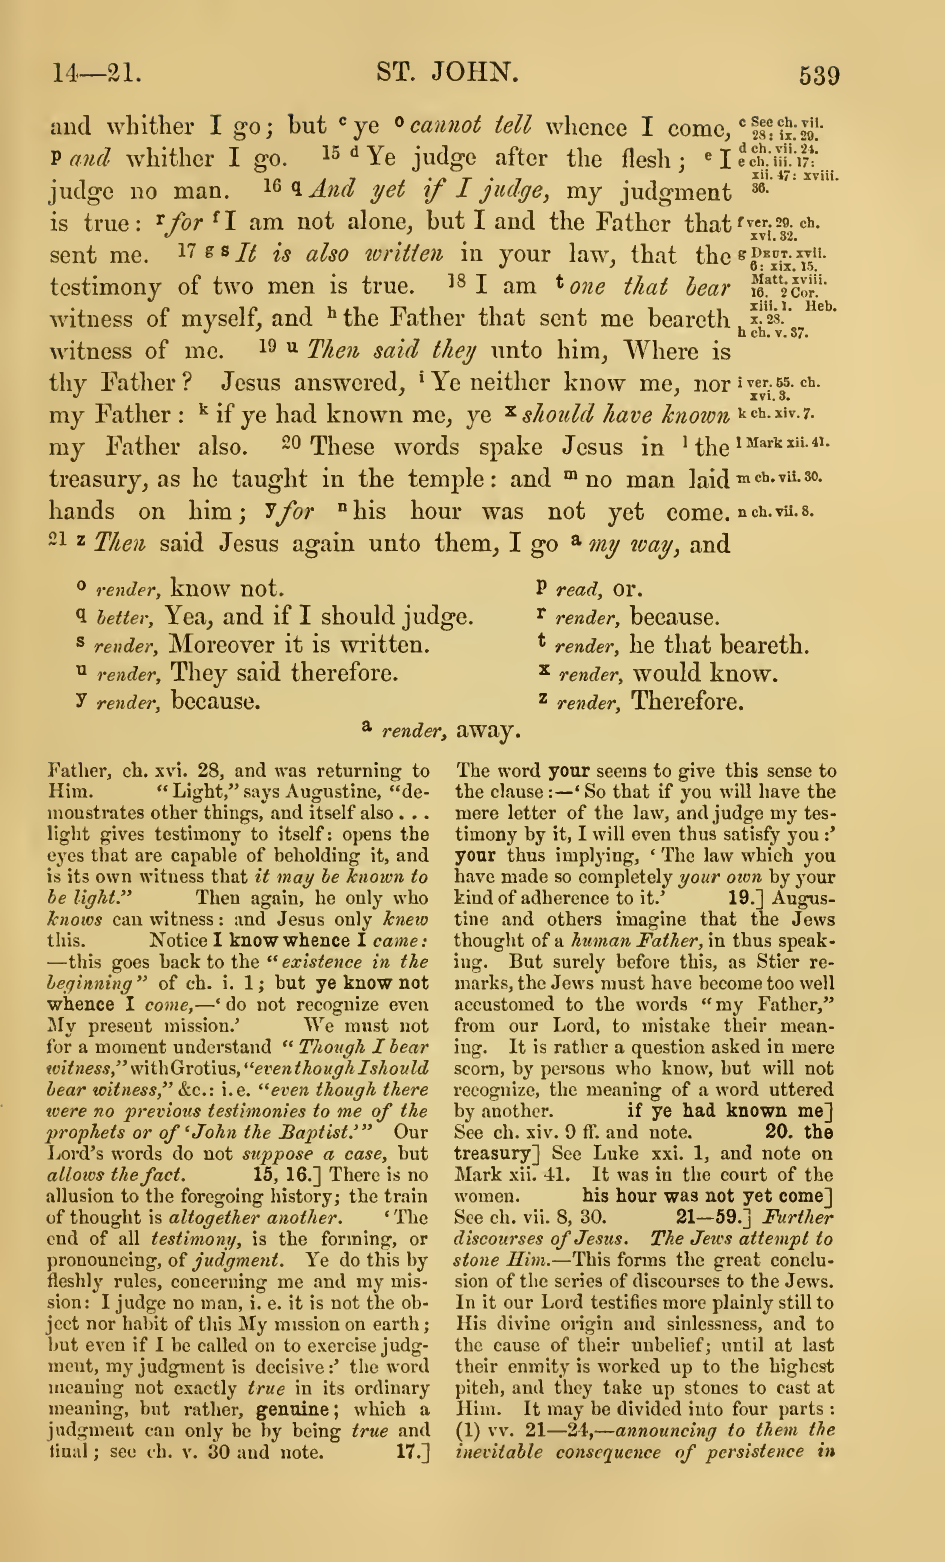 14—21.
ST. JOHN.
539
and whither I go; but c ye o cannot tell whence I come,
p and whither I go. 15 d Ye judge after the flesh; e I
judge no man. 16 q And yet if I judge, my judgment
is true: r for f I am not alone, but I and the Father that
sent me. 17 g s It is also written in your law, that the
testimony of two men is true. 18 I am t one that bear
witness of myself, and h the Father that sent me beareth
witness of me. 19 u Then said they unto him, Where is
thy Father? Jesus answered, i Ye neither know me, nor
my Father: k if ye had known me, ye x should have known
my Father also. 20 These words spake Jesus in l the
treasury, as he taught in the temple: and m no man laid
hands on him; y for n his hour was not yet come.
21 z Then said Jesus again unto them, I go a my way, and
c See ch. vii.
28: ix. 29.
d ch. vii. 24.
e ch. iii. 17:
xii. 47: xviii.
36.
f ver. 29. ch.
xvi. 32.
g DEUT. xvii.
6: xix. 15.
Matt. xviii.
16. 2 Cor.
xiii. 1. Heb.
x. 28.
h ch. v. 37.
i ver. 55. ch.
xvi. 3.
k ch. xiv. 7.
l Mark xii. 41.
m ch. vii. 30.
n ch. vii. 8.
o render, know not.
p read, or.
q better, Yea, and if I should judge.
r render, because.
s render, Moreover it is written.
t render, he that beareth.
u render, They said therefore.
x render, would know.
y render, because.
z render, Therefore.
a render, away.
Father, ch. xvi. 28, and was returning to
Him. “Light,” says Augustine, “de-
monstrates other things, and itself also . . .
light gives testimony to itself: opens the
eyes that are capable of beholding it, and
is its own witness that it may be known to
be light.” Then again, he only who
knows can witness: and Jesus only knew
this. Notice I know whence I came:
—this goes back to the “existence in the
beginning” of ch. i. 1; but ye know not
whence I come,—‘do not recognize even
My present mission.’ We must not
for a moment understand “Though I bear
witness,” with Grotius, “even though I should
bear witness,” &c.: i. e. “even though there
were no previous testimonies to me of the
prophets or of ‘John the Baptist.’” Our
Lord’s words do not suppose a case, but
allows the fact. 15, 16.] There is no
allusion to the foregoing history; the train
of thought is altogether another. ‘The
end of all testimony, is the forming, or
pronouncing, of judgment. Ye do this by
fleshly rules, concerning me and my mis-
sion: I judge no man, i. e. it is not the ob-
ject nor habit of this My mission on earth;
but even if I be called on to exercise judg-
ment, my judgment is decisive:’ the word
meaning not exactly true in its ordinary
meaning, but rather, genuine; which a
judgment can only be by being true and
final; see ch. v. 30 and note. 17.]
The word your seems to give this sense to
the clause:—‘So that if you will have the
mere letter of the law, and judge my tes-
timony by it, I will even thus satisfy you:’
your thus implying, ‘The law which you
have made so completely your own by your
kind of adherence to it.’ 19.] Augus-
tine and others imagine that the Jews
thought of a human Father, in thus speak-
ing. But surely before this, as Stier re-
marks, the Jews must have become too well
accustomed to the words “my Father,”
from our Lord, to mistake their mean-
ing. It is rather a question asked in mere
scorn, by persons who know, but will not
recognize, the meaning of a word uttered
by another. if ye had known me]
See ch. xiv. 9 ff. and note. 20. the
treasury] See Luke xxi. 1, and note on
Mark xii. 41. It was in the court of the
women. his hour was not yet come]
See ch. vii. 8, 30. 21—59.] Further
discourses of Jesus. The Jews attempt to
stone Him.—This forms the great conclu-
sion of the series of discourses to the Jews.
In it our Lord testifies more plainly still to
His divine origin and sinlessness, and to
the cause of their unbelief; until at last
their enmity is worked up to the highest
pitch, and they take up stones to cast at
Him. It may be divided into four parts:
(1) vv. 21—24,—announcing to them the
inevitable consequence of persistence in